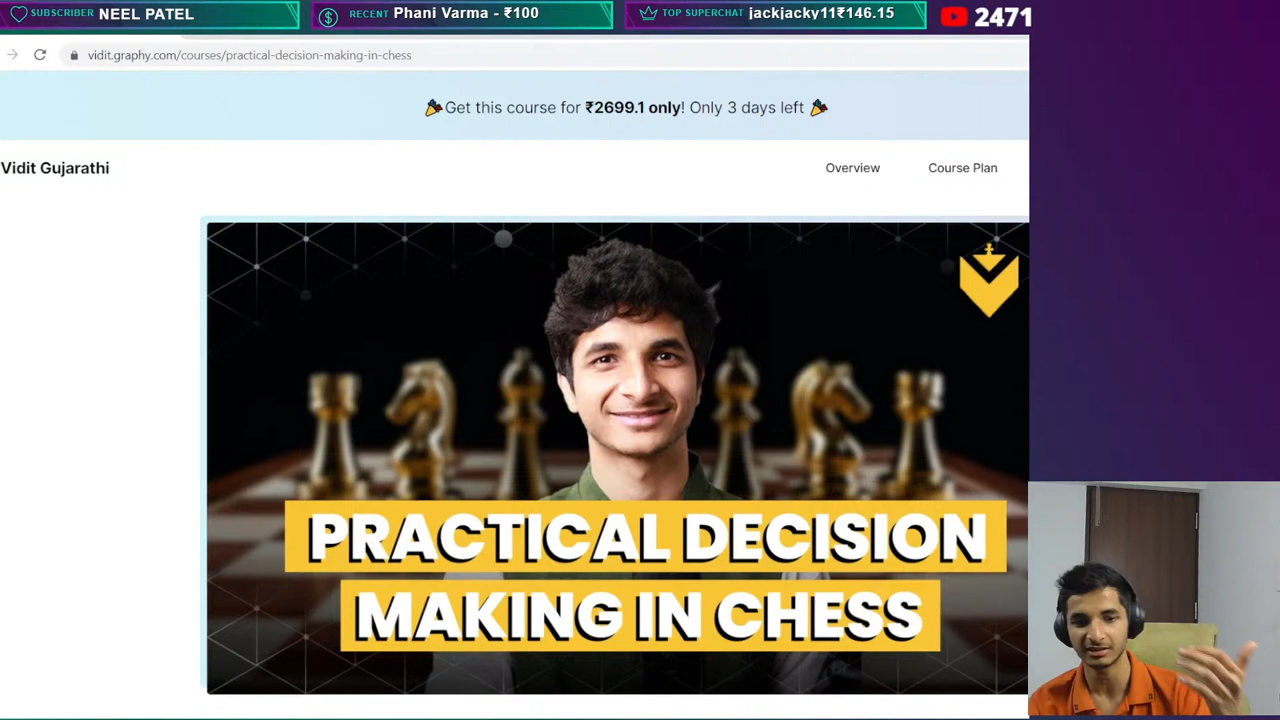 SUBSCRIBER NEEL PATEL
RECENT Phani Varma - ₹100
TOP SUPERCHAT jackjacky11₹146.15
2471
vidit.graphy.com/courses/practical-decision-making-in-chess
Get this course for ₹2699.1 only! Only 3 days left
Vidit Gujarathi
Overview
Course Plan
PRACTICAL DECISION
MAKING IN CHESS